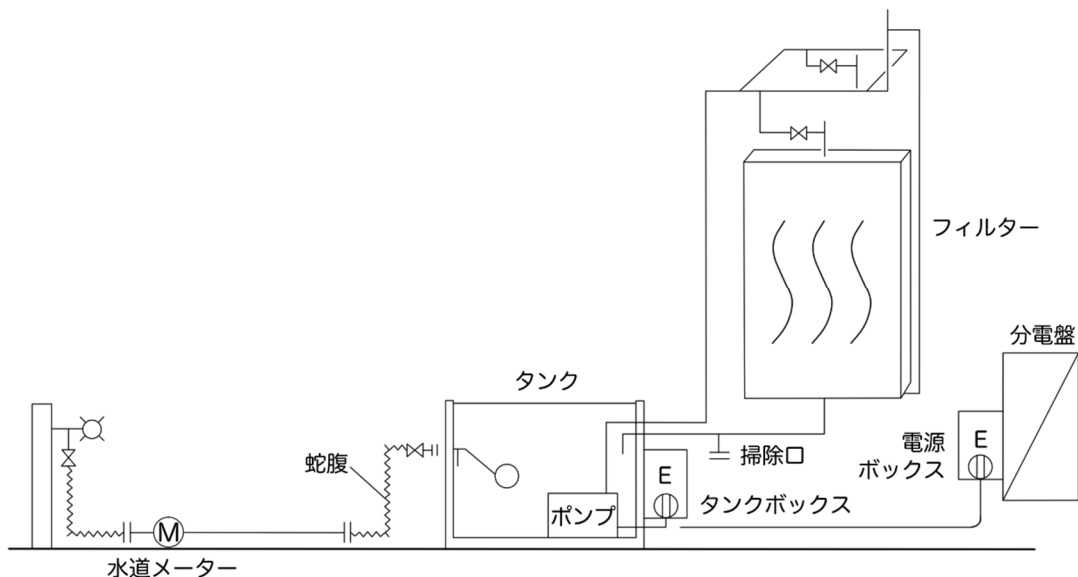 フィルター
分電盤
タンク
蛇腹
掃除口
電源
ボックス
E
E
タンクボックス
ポンプ
M
水道メーター